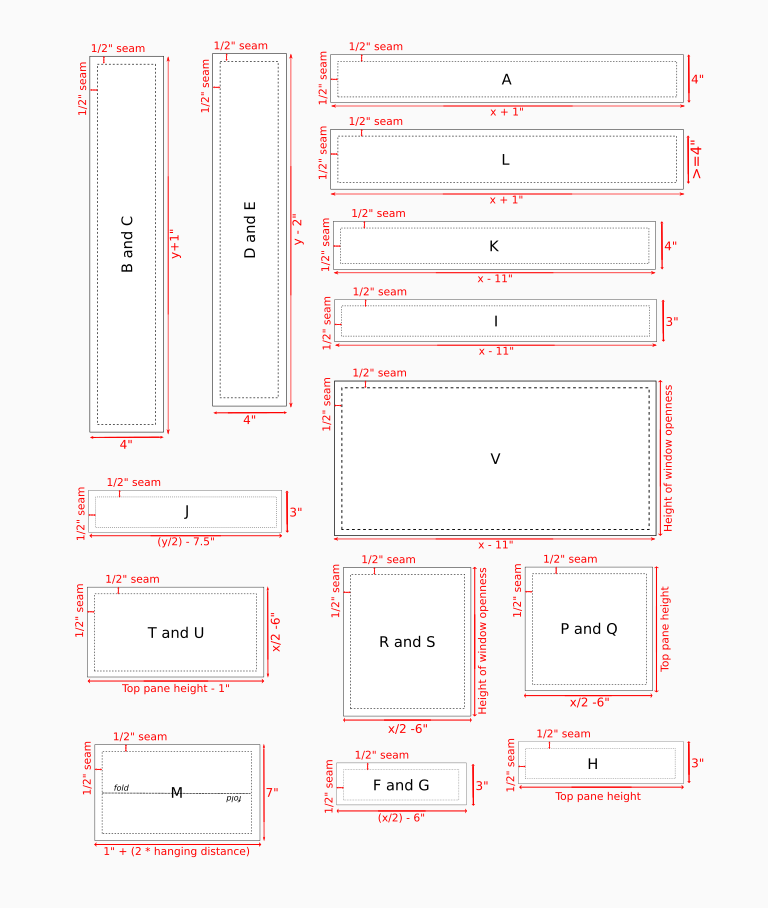 1/2" seam
1/2" seam
B and C
y+1"
4"
1/2" seam
1/2" seam
D and E
y - 2"
4"
1/2" seam
1/2" seam
A
4"
x + 1"
1/2" seam
1/2" seam
L
>=4"
x + 1"
1/2" seam
1/2" seam
K
4"
x - 11"
1/2" seam
1/2" seam
I
3"
x - 11"
1/2" seam
1/2" seam
V
Height of window openness
x - 11"
1/2" seam
1/2" seam
J
3"
(y/2) - 7.5"
1/2" seam
1/2" seam
T and U
x/2 -6"
Top pane height - 1"
1/2" seam
1/2" seam
R and S
Height of window openness
x/2 -6"
1/2" seam
1/2" seam
P and Q
Top pane height
x/2 -6"
1/2" seam
1/2" seam
fold
M
fold
7"
1" + (2 * hanging distance)
1/2" seam
1/2" seam
F and G
3"
(x/2) - 6"
1/2" seam
1/2" seam
H
3"
Top pane height